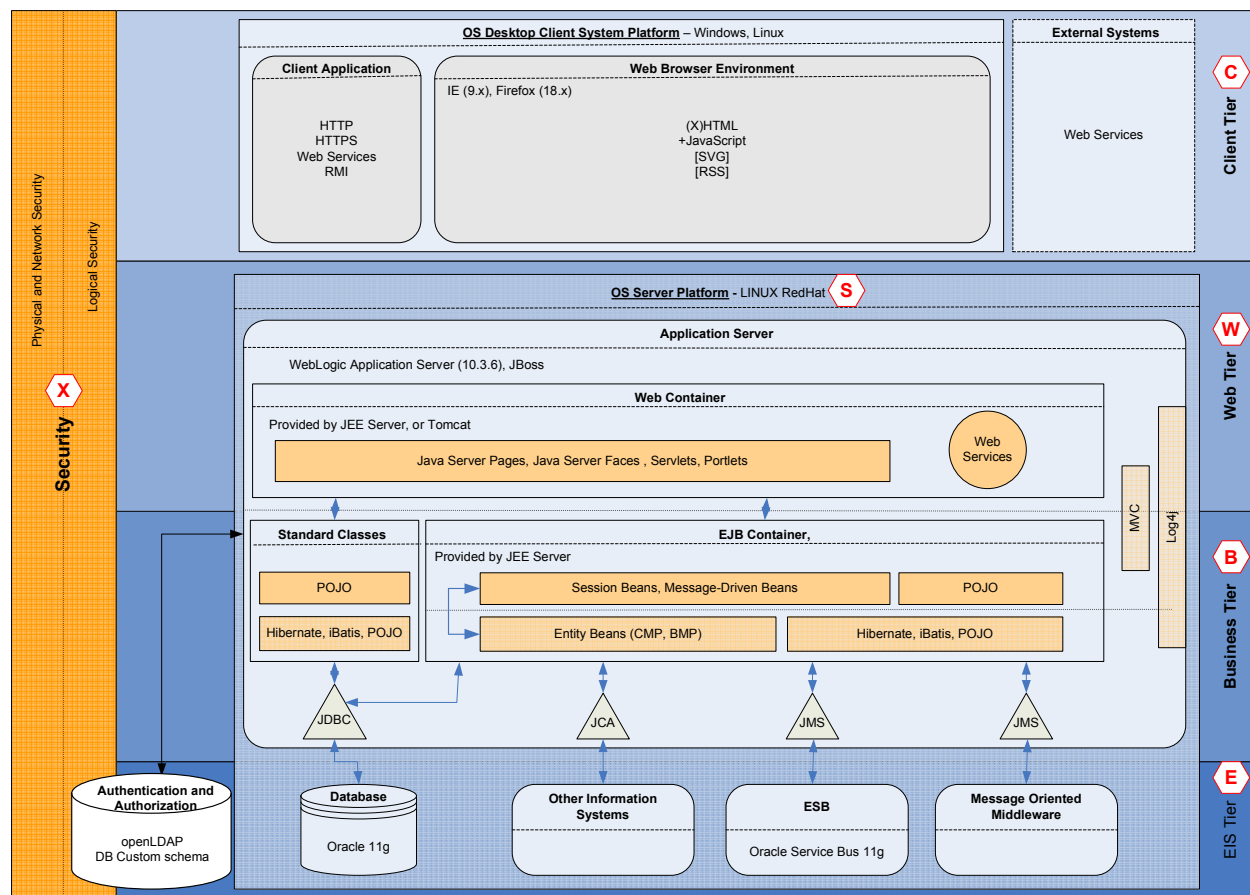 OS Desktop Client System Platform – Windows, Linux
External Systems
Client Application
Web Browser Environment
IE (9.x), Firefox (18.x)
HTTP
HTTPS
Web Services
RMI
(X)HTML
+JavaScript
[SVG]
[RSS]
Web Services
C
Client Tier
Physical and Network Security
Logical Security
X
Security
OS Server Platform - LINUX RedHat
S
Application Server
WebLogic Application Server (10.3.6), JBoss
W
Web Tier
Web Container
Provided by JEE Server, or Tomcat
Java Server Pages, Java Server Faces , Servlets, Portlets
Web
Services
MVC
Log4j
Standard Classes
POJO
Hibernate, iBatis, POJO
EJB Container,
Provided by JEE Server
Session Beans, Message-Driven Beans
POJO
Entity Beans (CMP, BMP)
Hibernate, iBatis, POJO
B
Business Tier
JDBC
JCA
JMS
JMS
E
EIS Tier
Authentication and
Authorization
openLDAP
DB Custom schema
Database
Oracle 11g
Other Information
Systems
ESB
Oracle Service Bus 11g
Message Oriented
Middleware